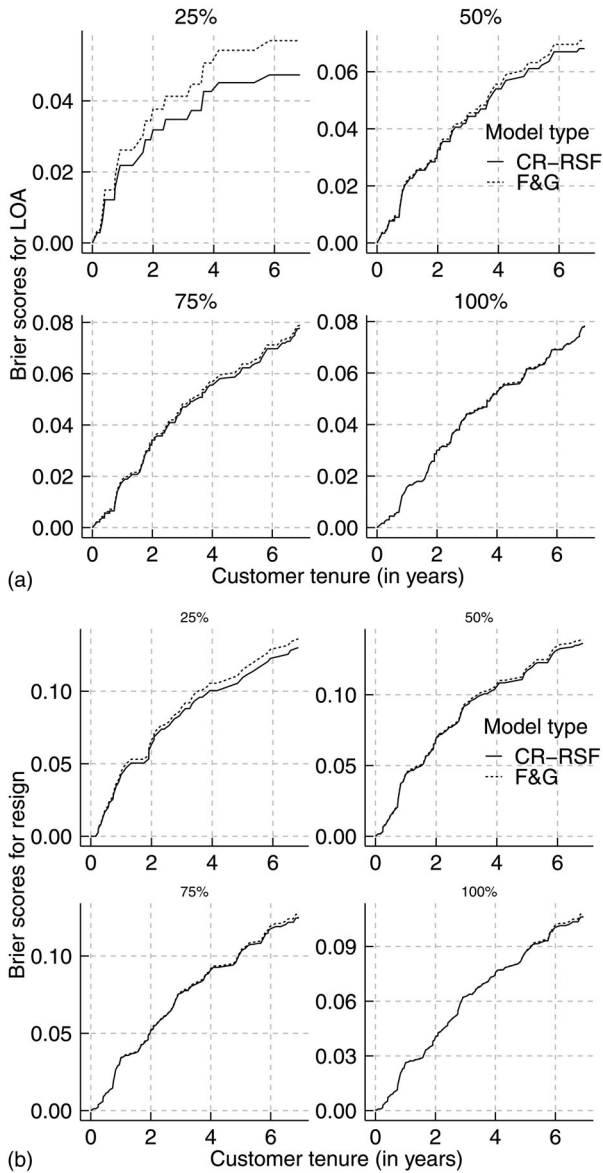 25%
50%
0.04
0.02
0.00
0 2 4 6
0.06
0.04
0.02
0.00
0 2 4 6
Model type
CR-RSF
F&G
Brier scores for LOA
75%
100%
0.08
0.06
0.04
0.02
0.00
0 2 4 6
0.08
0.06
0.04
0.02
0.00
0 2 4 6
(a)
Customer tenure (in years)
25%
50%
0.10
0.05
0.00
0 2 4 6
0.10
0.05
0.00
0 2 4 6
Model type
CR-RSF
F&G
Brier scores for resign
75%
100%
0.10
0.05
0.00
0 2 4 6
0.09
0.06
0.03
0.00
0 2 4 6
(b)
Customer tenure (in years)